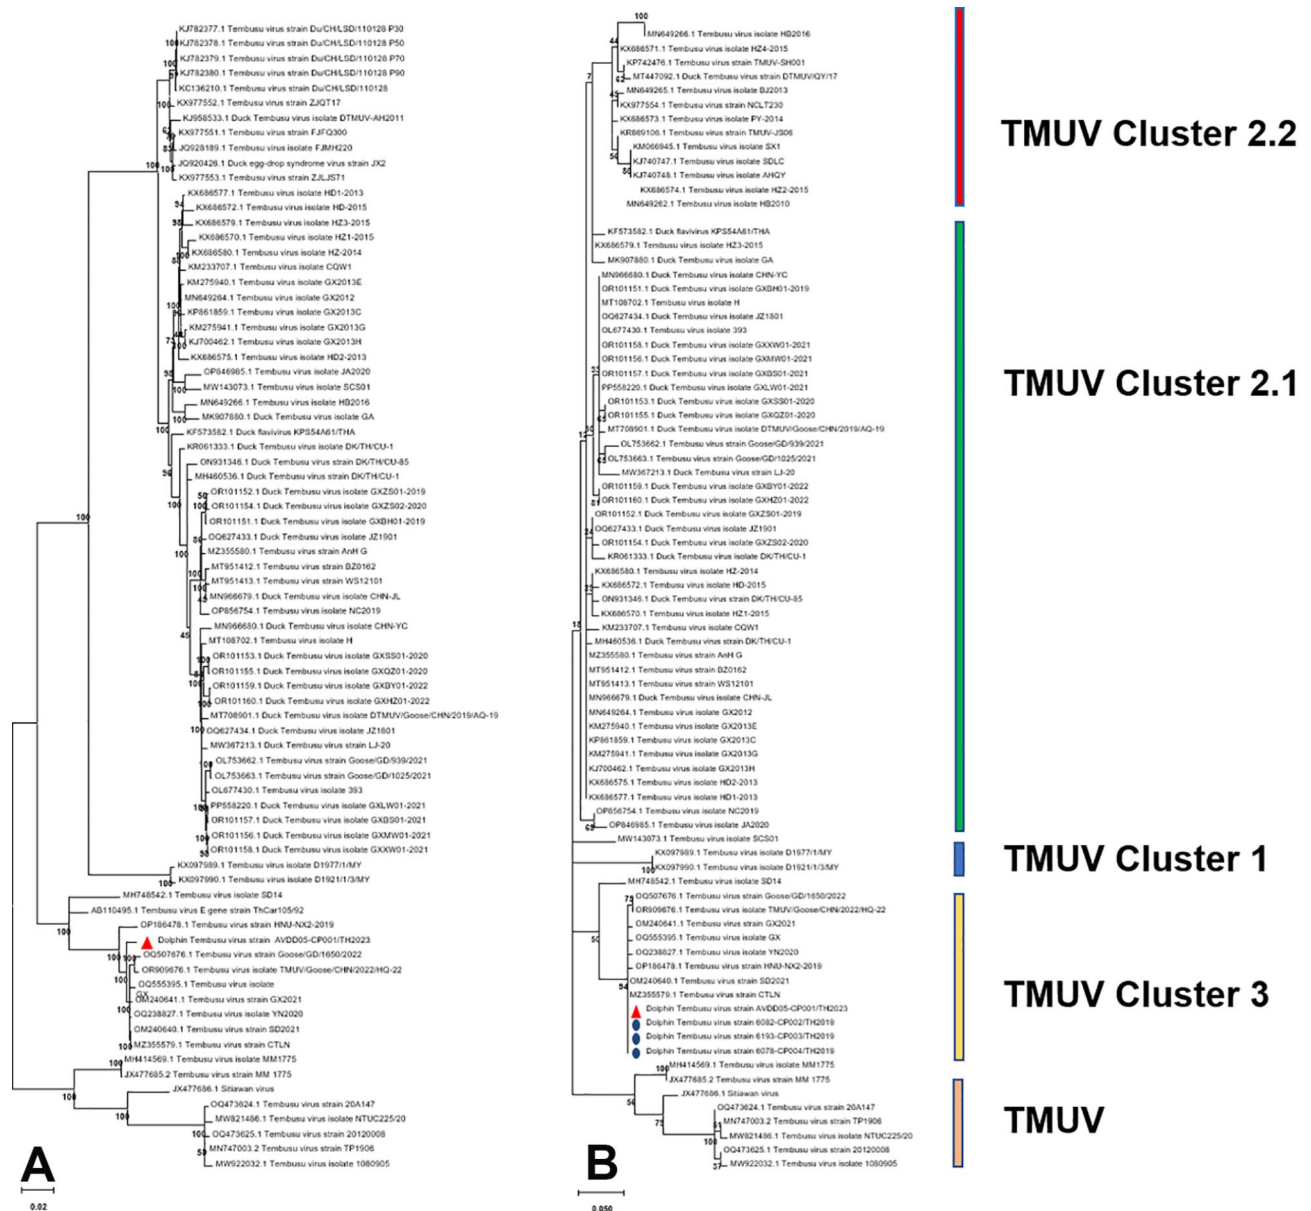 KJ782377.1 Tembusu virus strain Du/CH/LSD/110128 P30
KJ782378.1 Tembusu virus strain Du/CH/LSD/110128 P50
KJ782379.1 Tembusu virus strain Du/CH/LSD/110128 P70
KJ782380.1 Tembusu virus strain Du/CH/LSD/110128 P90
KC136210.1 Tembusu virus strain Du/CH/LSD/110128
KX977552.1 Tembusu virus strain ZJQT17
KJ958533.1 Duck Tembusu virus isolate DTMUV-AH2011
KX977551.1 Tembusu virus strain FJFQ300
JQ928189.1 Tembusu virus isolate FJMH220
JQ920426.1 Duck egg-drop syndrome virus strain JX2
KX977553.1 Tembusu virus strain ZJLJS71
KX686577.1 Tembusu virus isolate HD1-2013
KX686572.1 Tembusu virus isolate HD-2015
KX686579.1 Tembusu virus isolate HZ3-2015
KX686570.1 Tembusu virus isolate HZ1-2015
KX686580.1 Tembusu virus isolate HZ-2014
KM233707.1 Tembusu virus isolate CQW1
KM275940.1 Tembusu virus isolate GX2013E
MN649264.1 Tembusu virus isolate GX2012
KP861859.1 Tembusu virus isolate GX2013C
KM275941.1 Tembusu virus isolate GX2013G
KJ700462.1 Tembusu virus isolate GX2013H
KX686575.1 Tembusu virus isolate HD2-2013
OP846985.1 Tembusu virus isolate JA2020
MW143073.1 Tembusu virus isolate SCS01
MN649266.1 Tembusu virus isolate HB2016
MK907880.1 Duck Tembusu virus isolate GA
KF573582.1 Duck flavivirus KPS54A61/THA
KR061333.1 Duck Tembusu virus isolate DK/TH/CU-1
ON931346.1 Duck Tembusu virus strain DK/TH/CU-85
MH460536.1 Duck Tembusu virus strain DK/TH/CU-1
OR101152.1 Duck Tembusu virus isolate GXZS01-2019
OR101154.1 Duck Tembusu virus isolate GXZS02-2020
OR101151.1 Duck Tembusu virus isolate GXBH01-2019
OQ627433.1 Duck Tembusu virus isolate JZ1901
MZ355580.1 Tembusu virus strain AnH G
MT951412.1 Tembusu virus strain BZ0162
MT951413.1 Tembusu virus strain WS12101
MN966679.1 Duck Tembusu virus isolate CHN-JL
OP856754.1 Tembusu virus isolate NC2019
MN966680.1 Duck Tembusu virus isolate CHN-YC
MT108702.1 Tembusu virus isolate H
OR101153.1 Duck Tembusu virus isolate GXSS01-2020
OR101155.1 Duck Tembusu virus isolate GXQZ01-2020
OR101159.1 Duck Tembusu virus isolate GXBY01-2022
OR101160.1 Duck Tembusu virus isolate GXHZ01-2022
MT708901.1 Duck Tembusu virus isolate DTMUV/Goose/CHN/2019/AQ-19
OQ627434.1 Duck Tembusu virus isolate JZ1801
MW367213.1 Duck Tembusu virus strain LJ-20
OL753662.1 Tembusu virus strain Goose/GD/939/2021
OL753663.1 Tembusu virus strain Goose/GD/1025/2021
OL677430.1 Tembusu virus isolate 393
PP558220.1 Duck Tembusu virus isolate GXLW01-2021
OR101157.1 Duck Tembusu virus isolate GXBS01-2021
OR101156.1 Duck Tembusu virus isolate GXMW01-2021
OR101158.1 Duck Tembusu virus isolate GXXW01-2021
KX097989.1 Tembusu virus isolate D1977/1/MY
KX097990.1 Tembusu virus isolate D1921/1/3/MY
MH748542.1 Tembusu virus isolate SD14
AB110495.1 Tembusu virus E gene strain ThCar105/92
OP186478.1 Tembusu virus strain HNU-NX2-2019
Dolphin Tembusu virus strain AVDD05-CP001/TH2023
OQ507676.1 Tembusu virus strain Goose/GD/1650/2022
OR909676.1 Tembusu virus isolate TMUV/Goose/CHN/2022/HQ-22
OQ555395.1 Tembusu virus isolate
GX
OM240641.1 Tembusu virus strain GX2021
OQ238827.1 Tembusu virus isolate YN2020
OM240640.1 Tembusu virus strain SD2021
MZ355579.1 Tembusu virus strain CTLN
MH414569.1 Tembusu virus isolate MM1775
JX477685.2 Tembusu virus strain MM 1775
JX477686.1 Sitiawan virus
OQ473624.1 Tembusu virus strain 20A147
MW821486.1 Tembusu virus isolate NTUC225/20
OQ473625.1 Tembusu virus strain 20120008
MN747003.2 Tembusu virus strain TP1906
MW922032.1 Tembusu virus isolate 1080905
A
0.02
100
MN649266.1 Tembusu virus isolate HB2016
KX686571.1 Tembusu virus isolate HZ4-2015
KP742476.1 Tembusu virus strain TMUV-SH001
MT447092.1 Duck Tembusu virus strain DTMUV/QY/17
MN649265.1 Tembusu virus isolate BJ2013
KX977554.1 Tembusu virus strain NCLT230
KX686573.1 Tembusu virus isolate PY-2014
KR869106.1 Tembusu virus strain TMUV-JS06
KM066945.1 Tembusu virus isolate SX1
KJ740747.1 Tembusu virus isolate SDLC
KJ740748.1 Tembusu virus isolate AHQY
KX686574.1 Tembusu virus isolate HZ2-2015
MN649262.1 Tembusu virus isolate HB2010
KF573582.1 Duck flavivirus KPS54A61/THA
KX686579.1 Tembusu virus isolate HZ3-2015
MK907880.1 Duck Tembusu virus isolate GA
MN966680.1 Duck Tembusu virus isolate CHN-YC
OR101151.1 Duck Tembusu virus isolate GXBH01-2019
MT108702.1 Tembusu virus isolate H
OQ627434.1 Duck Tembusu virus isolate JZ1801
OL677430.1 Tembusu virus isolate 393
OR101158.1 Duck Tembusu virus isolate GXXW01-2021
OR101156.1 Duck Tembusu virus isolate GXMW01-2021
OR101157.1 Duck Tembusu virus isolate GXBS01-2021
PP558220.1 Duck Tembusu virus isolate GXLW01-2021
OR101153.1 Duck Tembusu virus isolate GXSS01-2020
OR101155.1 Duck Tembusu virus isolate GXQZ01-2020
MT708901.1 Duck Tembusu virus isolate DTMUV/Goose/CHN/2019/AQ-19
OL753662.1 Tembusu virus strain Goose/GD/939/2021
OL753663.1 Tembusu virus strain Goose/GD/1025/2021
MW367213.1 Duck Tembusu virus strain LJ-20
OR101159.1 Duck Tembusu virus isolate GXBY01-2022
OR101160.1 Duck Tembusu virus isolate GXHZ01-2022
OR101152.1 Duck Tembusu virus isolate GXZS01-2019
OQ627433.1 Duck Tembusu virus isolate JZ1901
OR101154.1 Duck Tembusu virus isolate GXZS02-2020
KR061333.1 Duck Tembusu virus isolate DK/TH/CU-1
KX686580.1 Tembusu virus isolate HZ-2014
KX686572.1 Tembusu virus isolate HD-2015
ON931346.1 Duck Tembusu virus strain DK/TH/CU-85
KX686570.1 Tembusu virus isolate HZ1-2015
KM233707.1 Tembusu virus isolate CQW1
MH460536.1 Duck Tembusu virus strain DK/TH/CU-1
MZ355580.1 Tembusu virus strain AnH G
MT951412.1 Tembusu virus strain BZ0162
MT951413.1 Tembusu virus strain WS12101
MN966679.1 Duck Tembusu virus isolate CHN-JL
MN649264.1 Tembusu virus isolate GX2012
KM275940.1 Tembusu virus isolate GX2013E
KP861859.1 Tembusu virus isolate GX2013C
KM275941.1 Tembusu virus isolate GX2013G
KJ700462.1 Tembusu virus isolate GX2013H
KX686575.1 Tembusu virus isolate HD2-2013
KX686577.1 Tembusu virus isolate HD1-2013
OP856754.1 Tembusu virus isolate NC2019
OP846985.1 Tembusu virus isolate JA2020
MW143073.1 Tembusu virus isolate SCS01
KX097989.1 Tembusu virus isolate D1977/1/MY
KX097990.1 Tembusu virus isolate D1921/1/3/MY
MH748542.1 Tembusu virus isolate SD14
OQ507676.1 Tembusu virus strain Goose/GD/1650/2022
OR909676.1 Tembusu virus isolate TMUV/Goose/CHN/2022/HQ-22
OM240641.1 Tembusu virus strain GX2021
OQ555395.1 Tembusu virus isolate GX
OQ238827.1 Tembusu virus isolate YN2020
OP186478.1 Tembusu virus strain HNU-NX2-2019
OM240640.1 Tembusu virus strain SD2021
MZ355579.1 Tembusu virus strain CTLN
Dolphin Tembusu virus strain AVDD05-CP001/TH2023
Dolphin Tembusu virus strain 6082-CP002/TH2019
Dolphin Tembusu virus strain 6193-CP003/TH2019
Dolphin Tembusu virus strain 6078-CP004/TH2019
MH414569.1 Tembusu virus isolate MM1775
JX477685.2 Tembusu virus strain MM 1775
JX477686.1 Sitiawan virus
OQ473624.1 Tembusu virus strain 20A147
MN747003.2 Tembusu virus strain TP1906
MW821486.1 Tembusu virus isolate NTUC225/20
OQ473625.1 Tembusu virus strain 20120008
MW922032.1 Tembusu virus isolate 1080905
B
0.050
TMUV Cluster 2.2
TMUV Cluster 2.1
TMUV Cluster 1
TMUV Cluster 3
TMUV